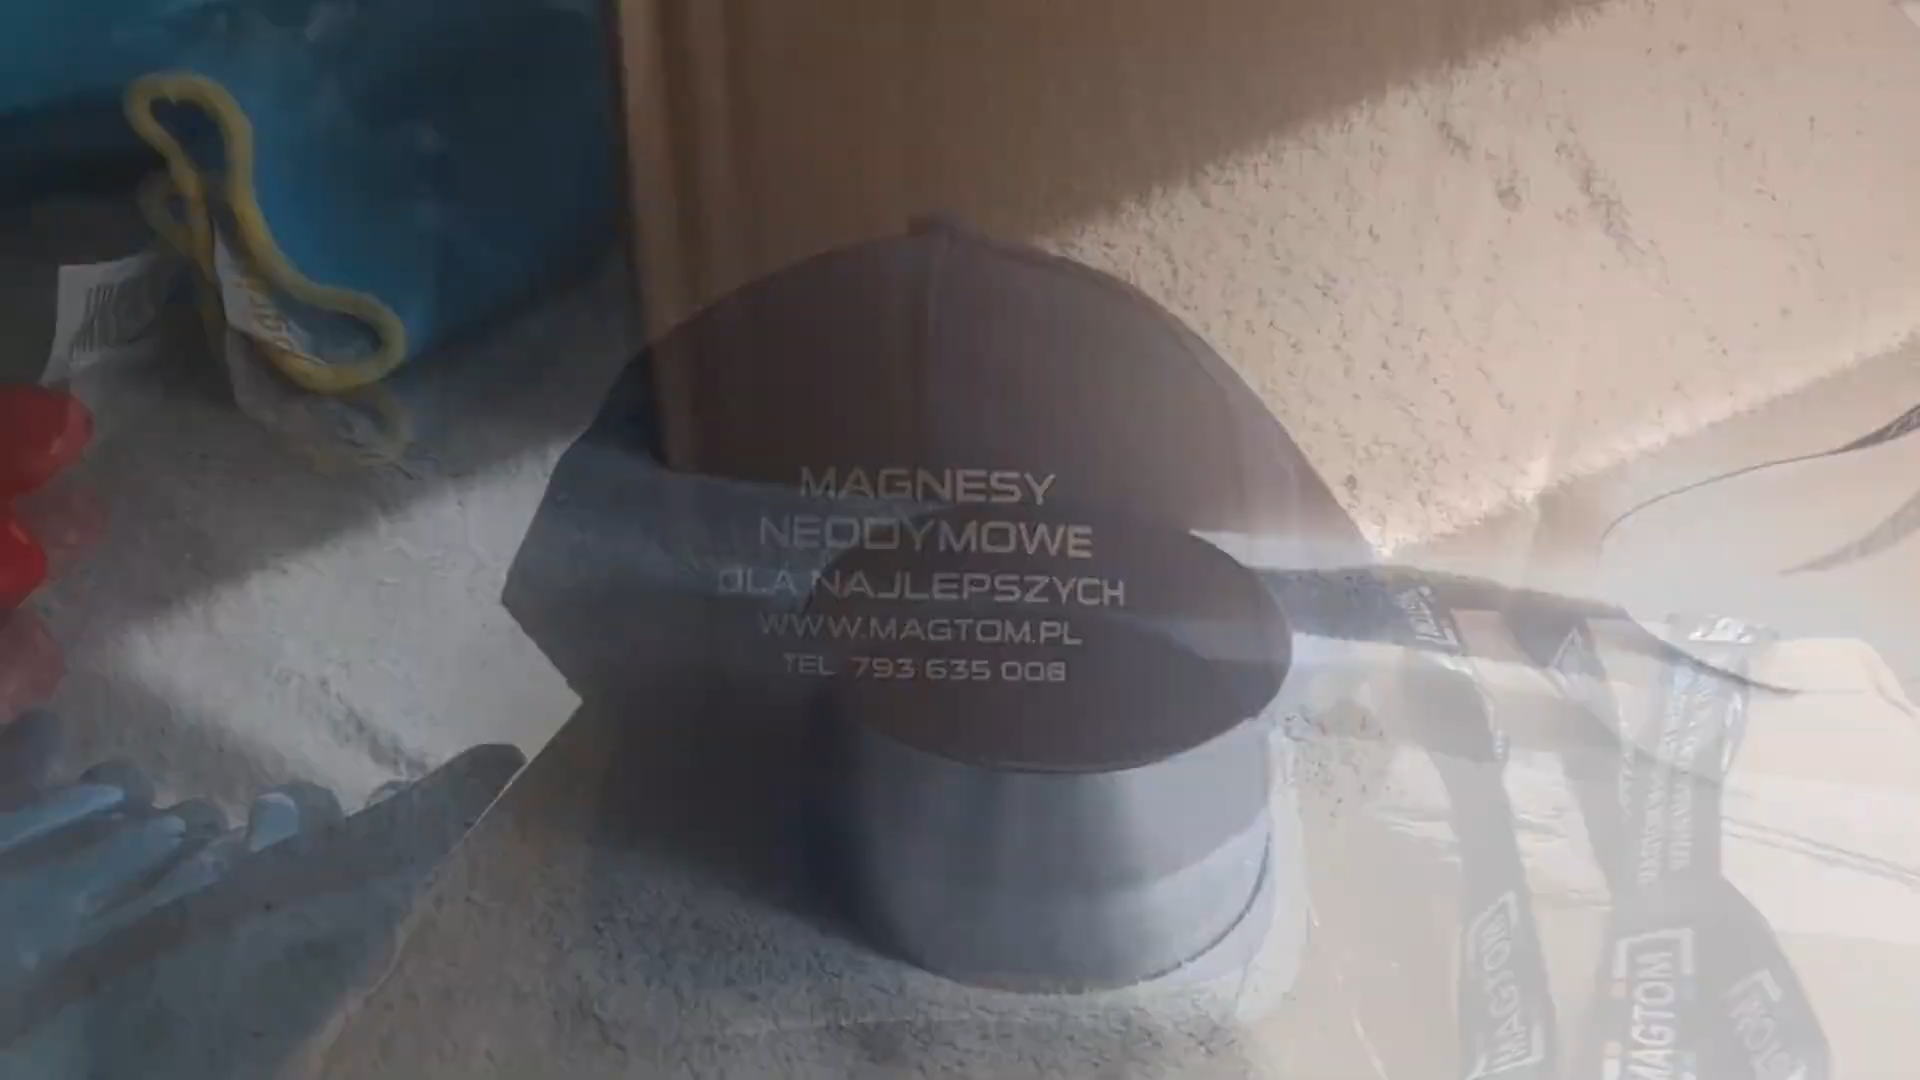 MAGNESY
NEODYMOWE
DLA NAJLEPSZYCH
WWW.MAGTOM.PL
TEL 793 635 008
MAGTOM
MAGTOM